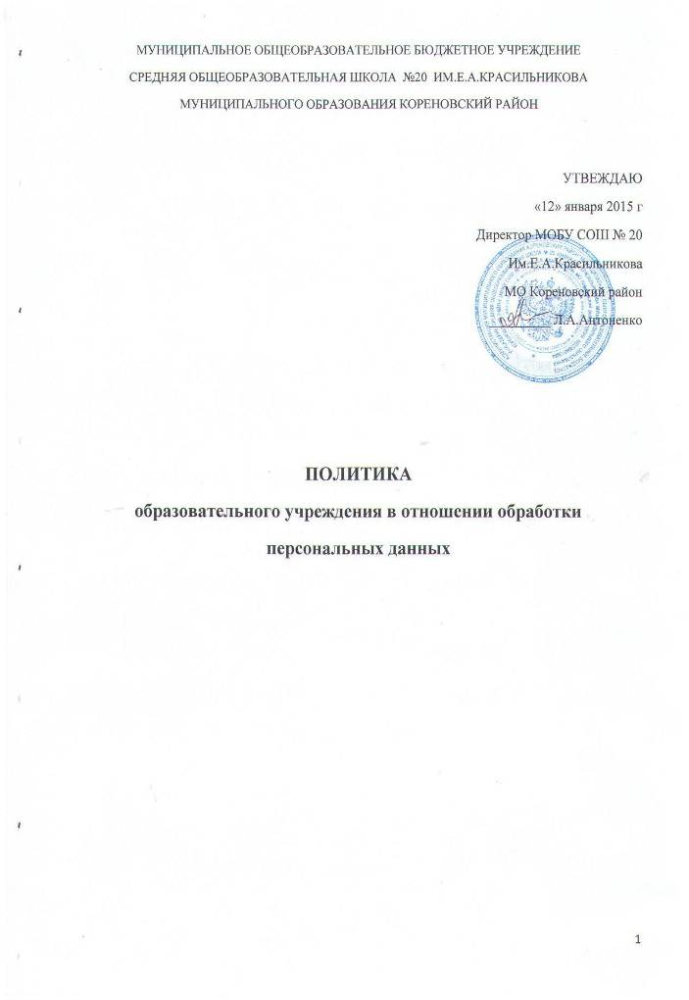 МУНИЦИПАЛЬНОЕ ОБЩЕОБРАЗОВАТЕЛЬНОЕ БЮДЖЕТНОЕ УЧРЕЖДЕНИЕ
СРЕДНЯЯ ОБЩЕОБРАЗОВАТЕЛЬНАЯ ШКОЛА №20 ИМ.Е.А.КРАСИЛЬНИКОВА
МУНИЦИПАЛЬНОГО ОБРАЗОВАНИЯ КОРЕНОВСКИЙ РАЙОН
УТВЕЖДАЮ
«12» января 2015 г
Директор МОБУ СОШ № 20
Им.Е.А.Красильникова
МО Кореновский район
Л.А.Антоненко
ПОЛИТИКА
образовательного учреждения в отношении обработки
персональных данных
1